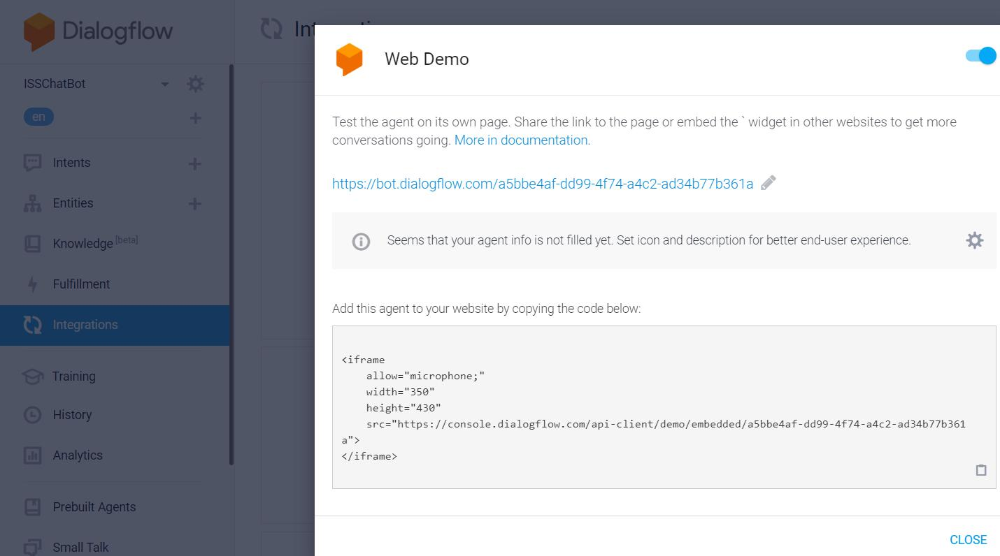 Dialogflow
ISSChatBot
en
Intents
Entities
Knowledge [beta]
Fulfillment
Integrations
Training
History
Analytics
Prebuilt Agents
Small Talk
Web Demo
Test the agent on its own page. Share the link to the page or embed the ` widget in other websites to get more
conversations going. More in documentation.
https://bot.dialogflow.com/a5bbe4af-dd99-4f74-a4c2-ad34b77b361a
Seems that your agent info is not filled yet. Set icon and description for better end-user experience.
Add this agent to your website by copying the code below:
<iframe
    allow="microphone;"
    width="350"
    height="430"
    src="https://console.dialogflow.com/api-client/demo/embedded/a5bbe4af-dd99-4f74-a4c2-ad34b77b361
a">
</iframe>
CLOSE